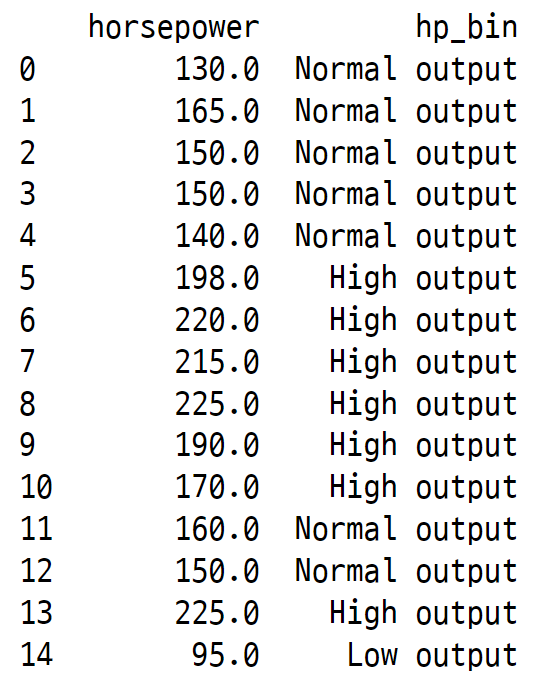 horsepower hp_bin
0 130.0 Normal output
1 165.0 Normal output
2 150.0 Normal output
3 150.0 Normal output
4 140.0 Normal output
5 198.0 High output
6 220.0 High output
7 215.0 High output
8 225.0 High output
9 190.0 High output
10 170.0 High output
11 160.0 Normal output
12 150.0 Normal output
13 225.0 High output
14 95.0 Low output